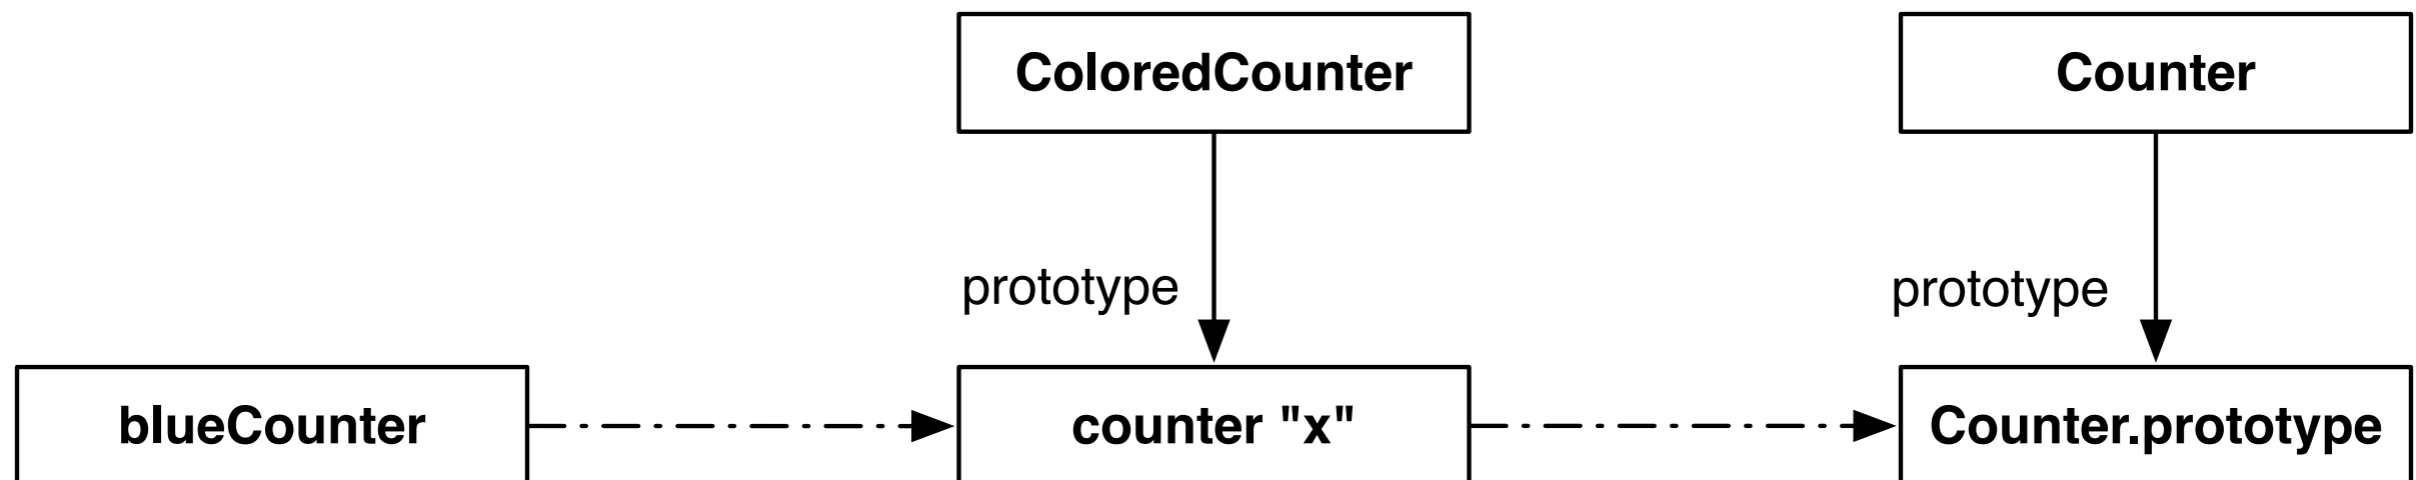 ColoredCounter
Counter
prototype
prototype
blueCounter
counter "x"
Counter.prototype